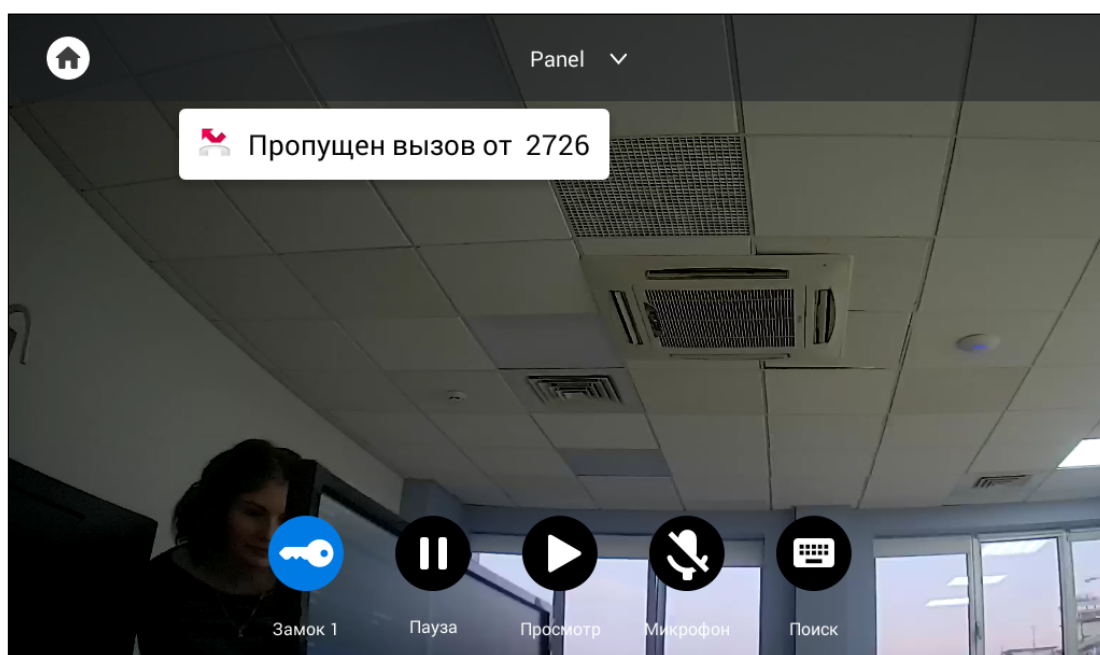 Panel
Пропущен вызов от 2726
Замок 1
Пауза
Просмотр
Микрофон
Поиск